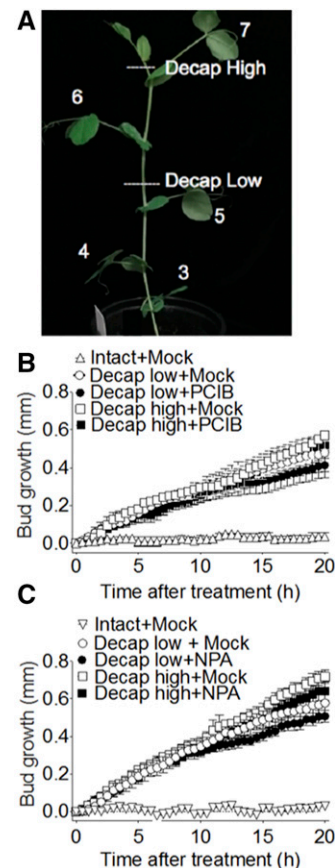 A
7
Decap High
6
Decap Low
5
4
3
B
Intact+Mock
Decap low+Mock
Decap low+PCIB
Decap high+Mock
Decap high+PCIB
Bud growth (mm)
0.8
0.6
0.4
0.2
0.0
0 5 10 15 20
Time after treatment (h)
C
Intact+Mock
Decap low + Mock
Decap low+NPA
Decap high+Mock
Decap high+NPA
Bud growth (mm)
0.8
0.6
0.4
0.2
0.0
0 5 10 15 20
Time after treatment (h)